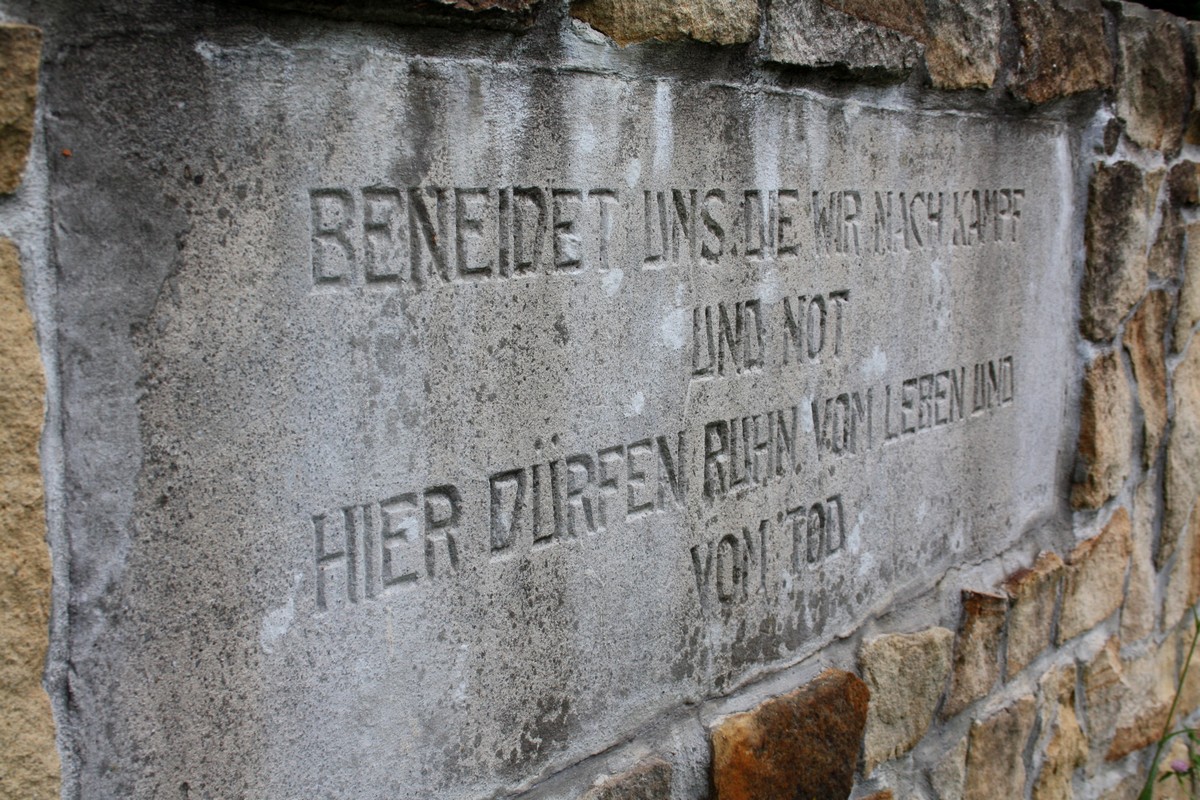 BENEIDET UNS. DIE WIR NACH KAMPF
UND NOT
HIER DÜRFEN RUHN. VOM LEBEN UND
VOM TOD